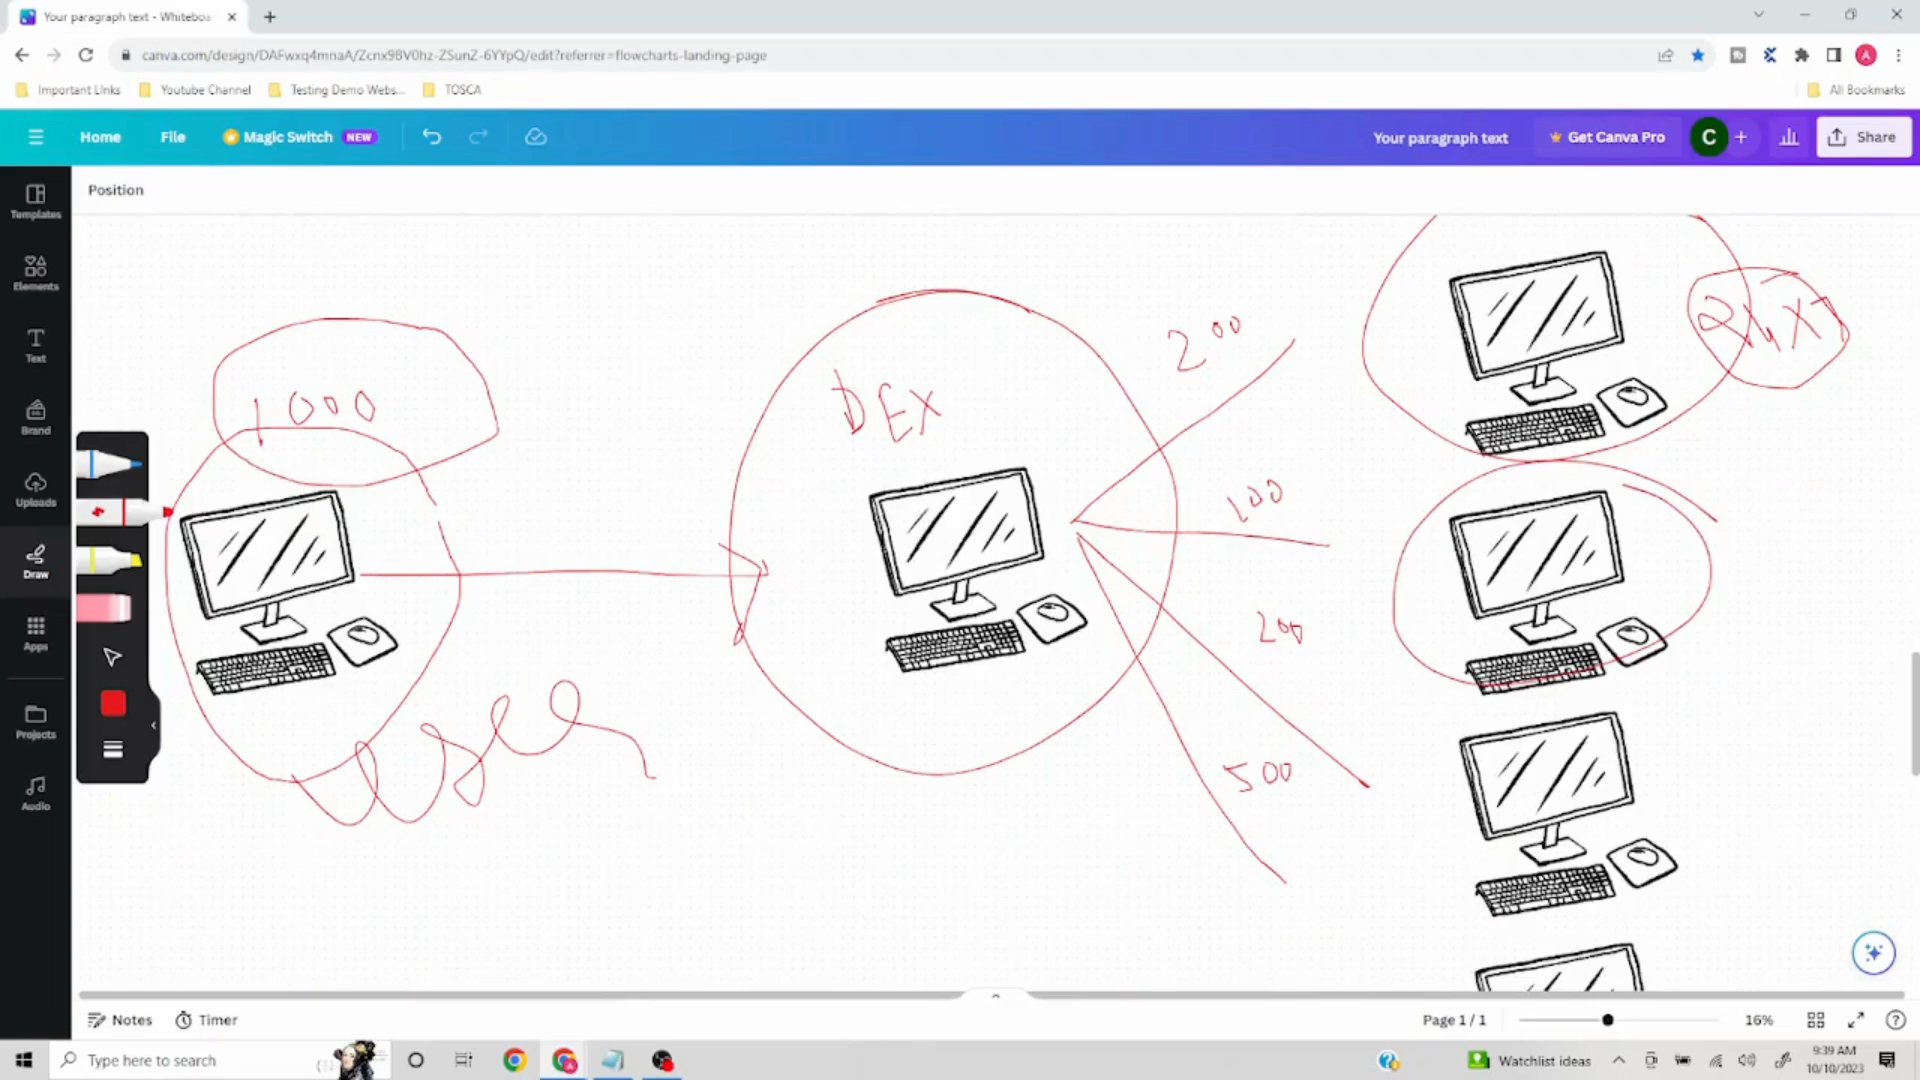 Your paragraph text - Whiteboa
canva.com/design/DAFwxq4mnaA/Zcnx9BV0hz-ZSunZ-6YYpQ/edit?referrer=flowcharts-landing-page
Important LInks Youtube Channel Testing Demo Webs... TOSCA All Bookmarks
Home File Magic Switch NEW Your paragraph text Get Canva Pro C + Share
Position
Templates
Elements
Text
Brand
Uploads
Draw
Apps
Projects
Audio
1000
DEX
200
100
200
500
24X7
User
Notes Timer Page 1 / 1 16%
Type here to search Watchlist ideas 9:39 AM
10/10/2023